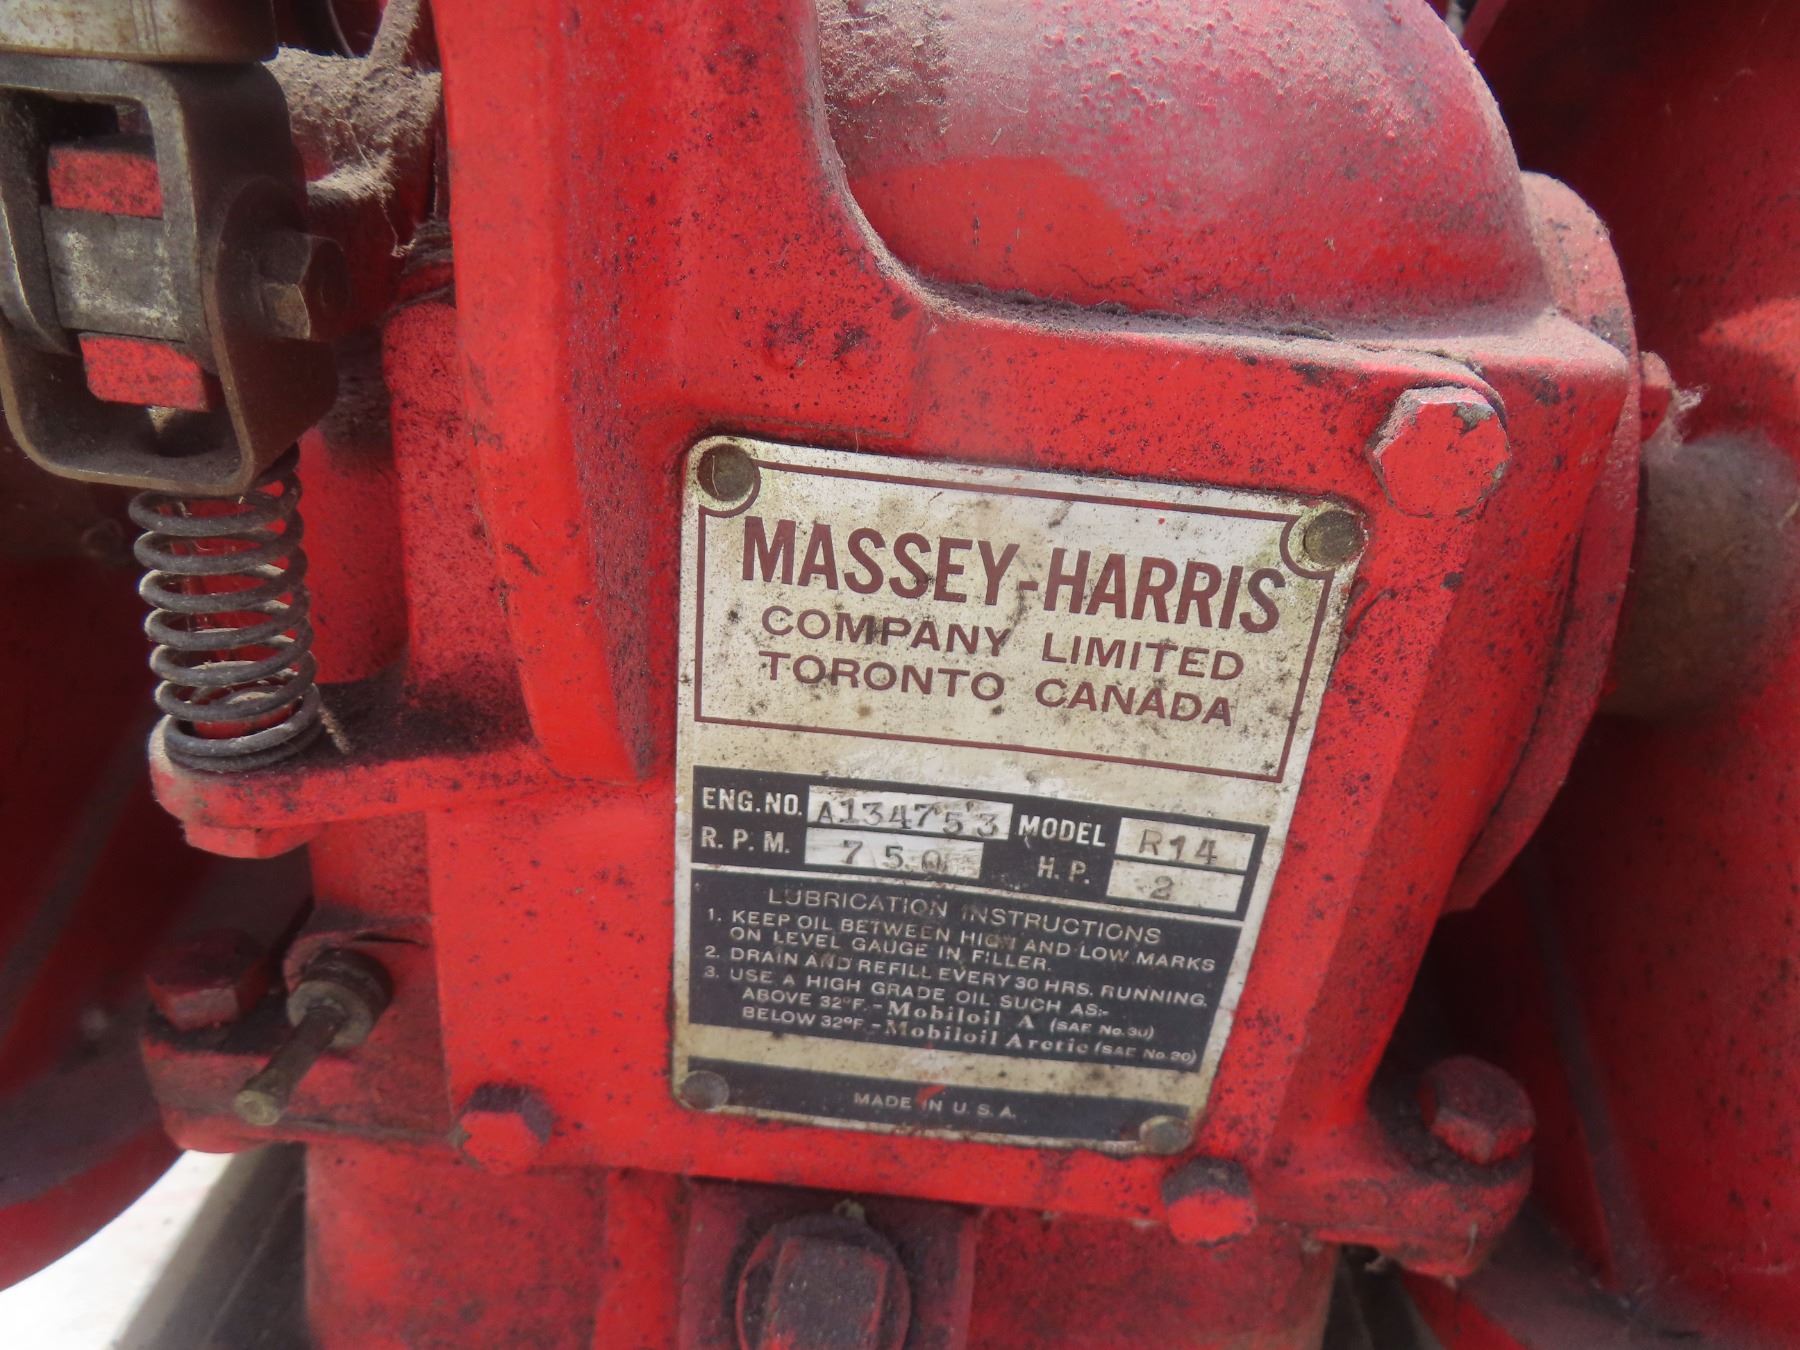 MASSEY-HARRIS
COMPANY LIMITED
TORONTO CANADA
ENG. NO. A134753 MODEL R14
R. P. M. 750 H. P. 2
LUBRICATION INSTRUCTIONS
1. KEEP OIL BETWEEN HIGH AND LOW MARKS
ON LEVEL GAUGE IN FILLER.
2. DRAIN AND REFILL EVERY 30 HRS. RUNNING.
3. USE A HIGH GRADE OIL SUCH AS:-
ABOVE 32°F.-Mobiloil A (SAE No. 30)
BELOW 32°F.-Mobiloil Arctic (SAE No. 20)
MADE IN U. S. A.